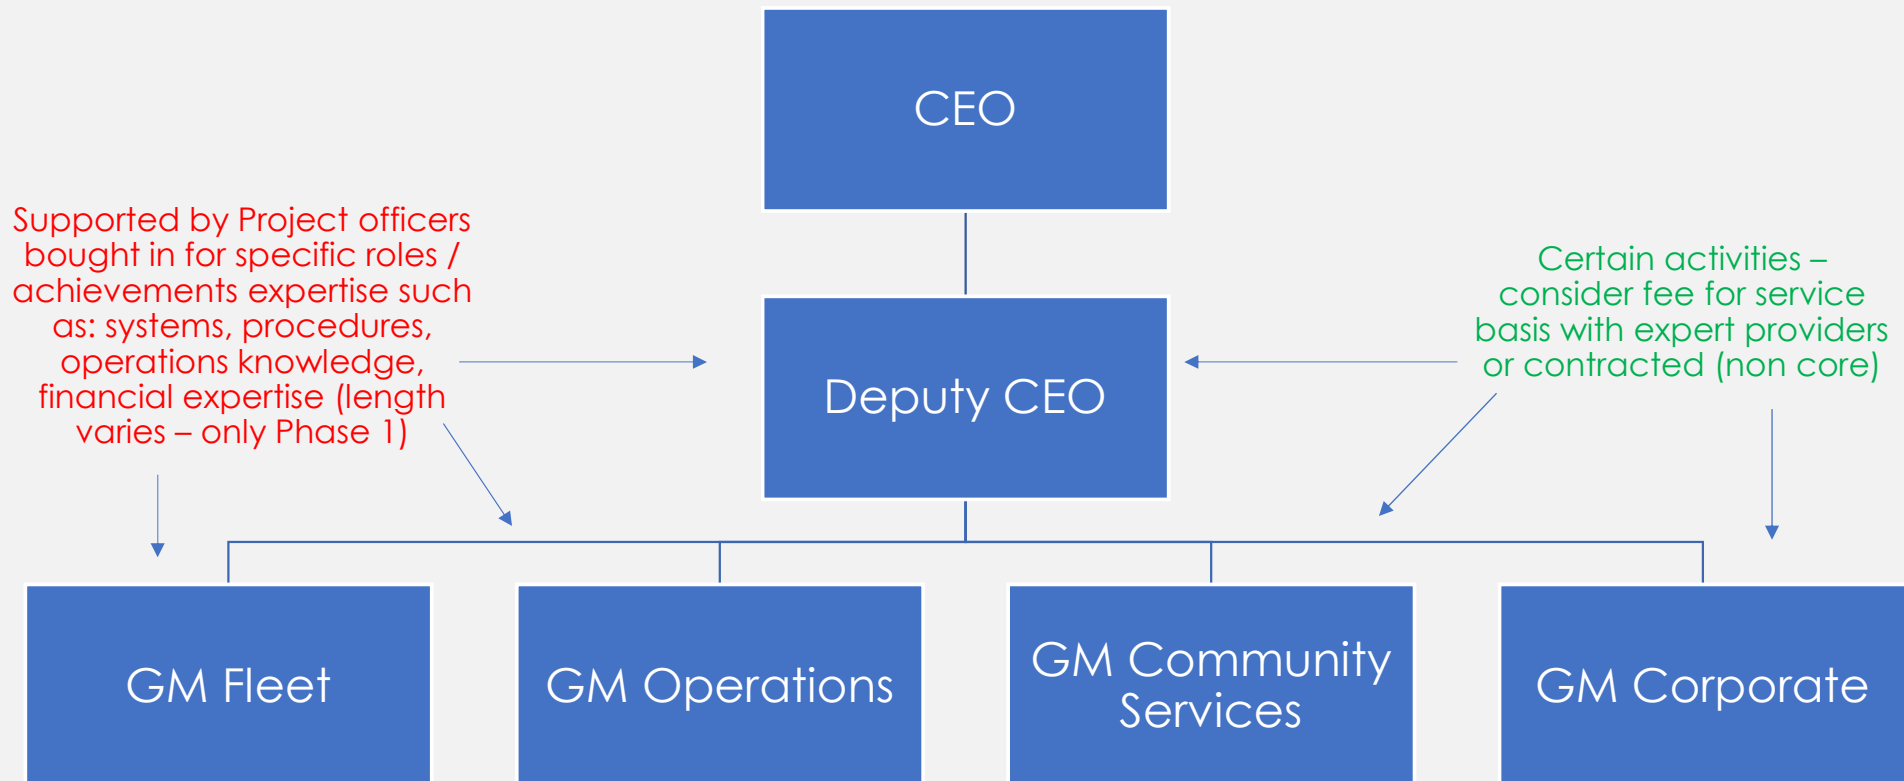 CEO
Supported by Project officers
bought in for specific roles /
achievements expertise such
as: systems, procedures,
operations knowledge,
financial expertise (length
varies – only Phase 1)
Certain activities –
consider fee for service
basis with expert providers
or contracted (non core)
Deputy CEO
GM Fleet
GM Operations
GM Community
Services
GM Corporate